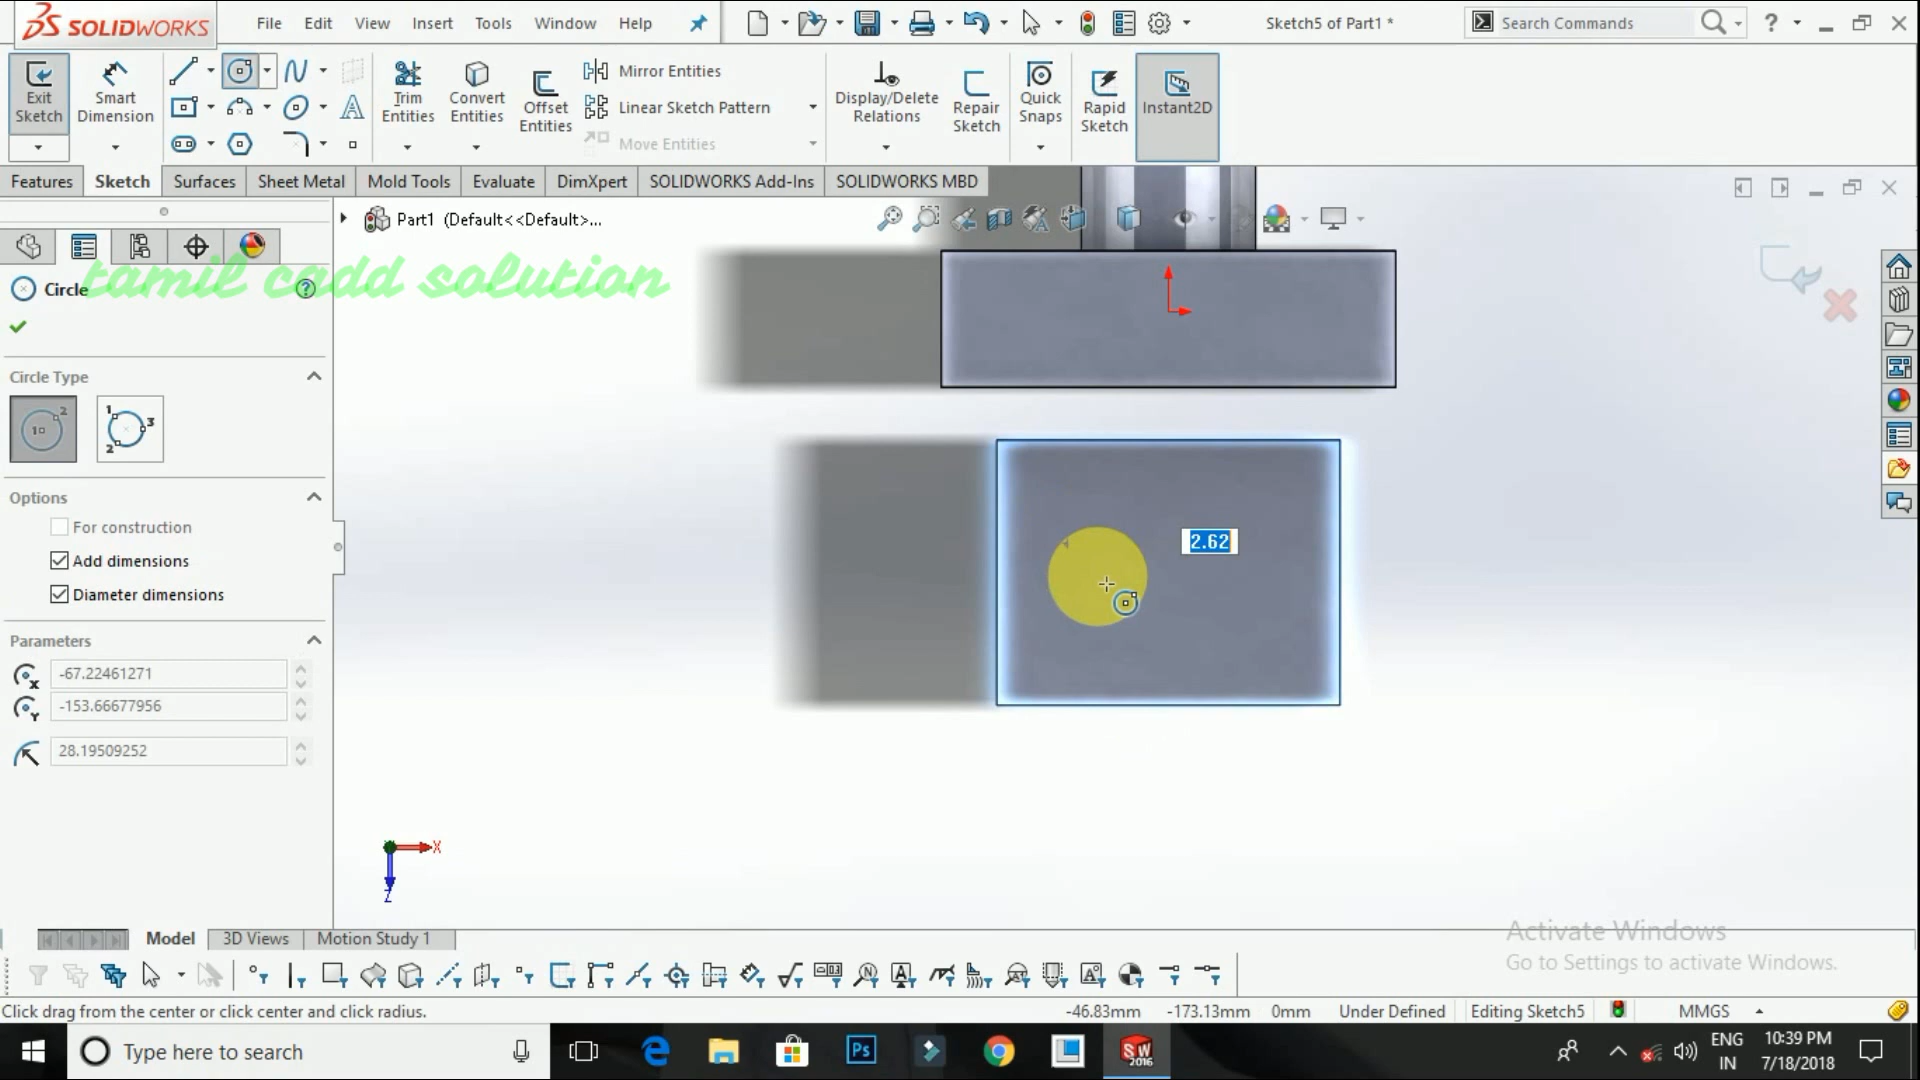 SOLIDWORKS
File Edit View Insert Tools Window Help
Sketch5 of Part1 *
Search Commands
Exit Sketch
Smart Dimension
Trim Entities
Convert Entities
Offset Entities
Mirror Entities
Linear Sketch Pattern
Move Entities
Display/Delete Relations
Repair Sketch
Quick Snaps
Rapid Sketch
Instant2D
Features Sketch Surfaces Sheet Metal Mold Tools Evaluate DimXpert SOLIDWORKS Add-Ins SOLIDWORKS MBD
Part1 (Default<<Default>...
tamil cadd solution
Circle
Circle Type
Options
For construction
Add dimensions
Diameter dimensions
Parameters
-67.22461271
-153.66677956
28.19509252
2.62
X
Z
Model 3D Views Motion Study 1
Activate Windows
Go to Settings to activate Windows.
Click drag from the center or click center and click radius.
-46.83mm -173.13mm 0mm Under Defined Editing Sketch5 MMGS
Type here to search
Ps
SW 2016
ENG
IN
10:39 PM
7/18/2018